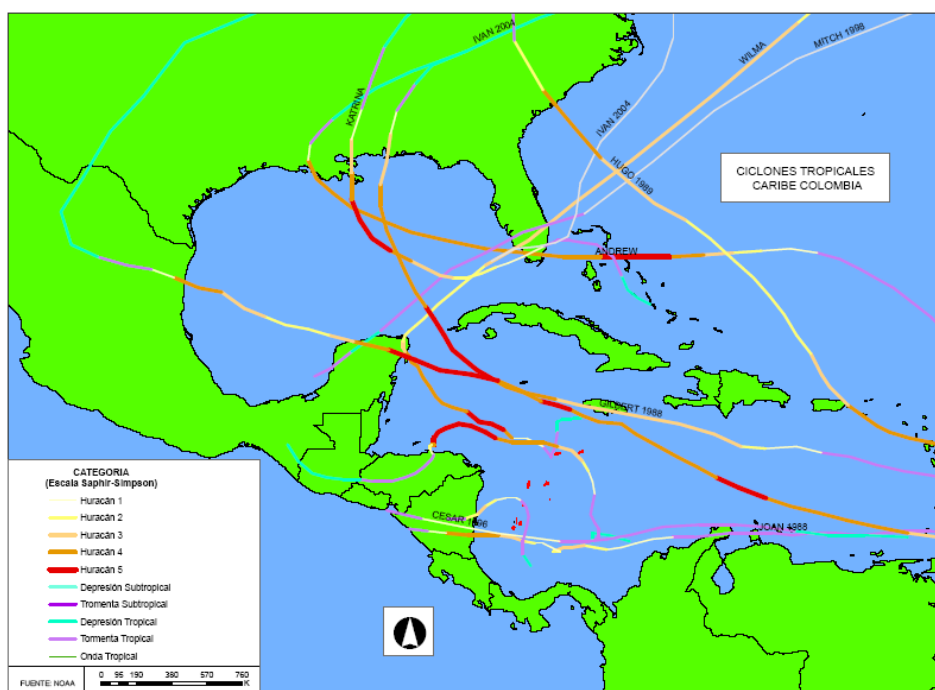 IVAN 2004
WILMA
MITCH 1998
KATRINA
IVAN 2004
HUGO 1989
CICLONES TROPICALES
CARIBE COLOMBIA
ANDREW
GILBERT 1988
CESAR 1996
JOAN 1988
CATEGORIA
(Escala Saphir-Simpson)
Huracán 1
Huracán 2
Huracán 3
Huracán 4
Huracán 5
Depresión Subtropical
Tromenta Subtropical
Depresión Tropical
Tormenta Tropical
Onda Tropical
FUENTE: NOAA
0 95 190 380 570 760
K